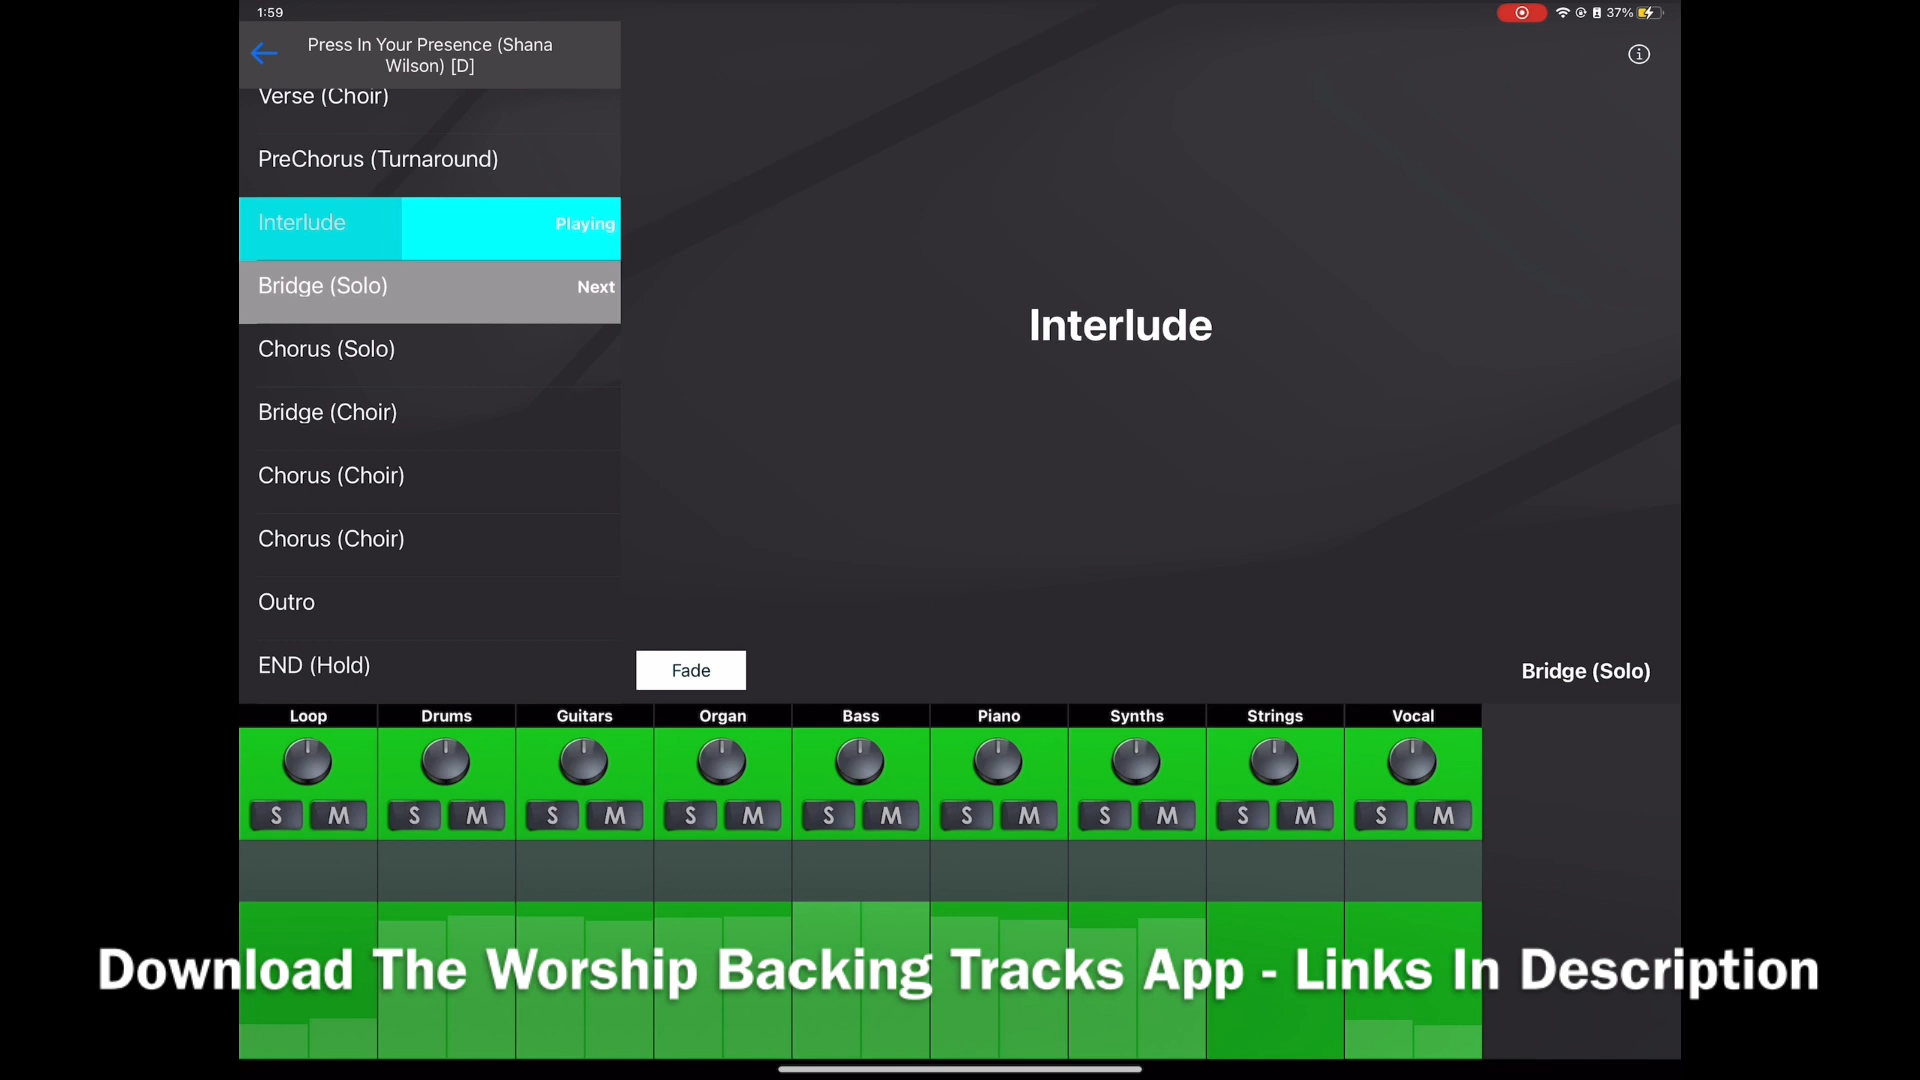 1:59
37%
Press In Your Presence (Shana
Wilson) [D]
Verse (Choir)
PreChorus (Turnaround)
Interlude Playing
Bridge (Solo) Next
Chorus (Solo)
Bridge (Choir)
Chorus (Choir)
Chorus (Choir)
Outro
END (Hold)
Interlude
Fade
Bridge (Solo)
Loop Drums Guitars Organ Bass Piano Synths Strings Vocal
S M S M S M S M S M S M S M S M S M
Download The Worship Backing Tracks App - Links In Description